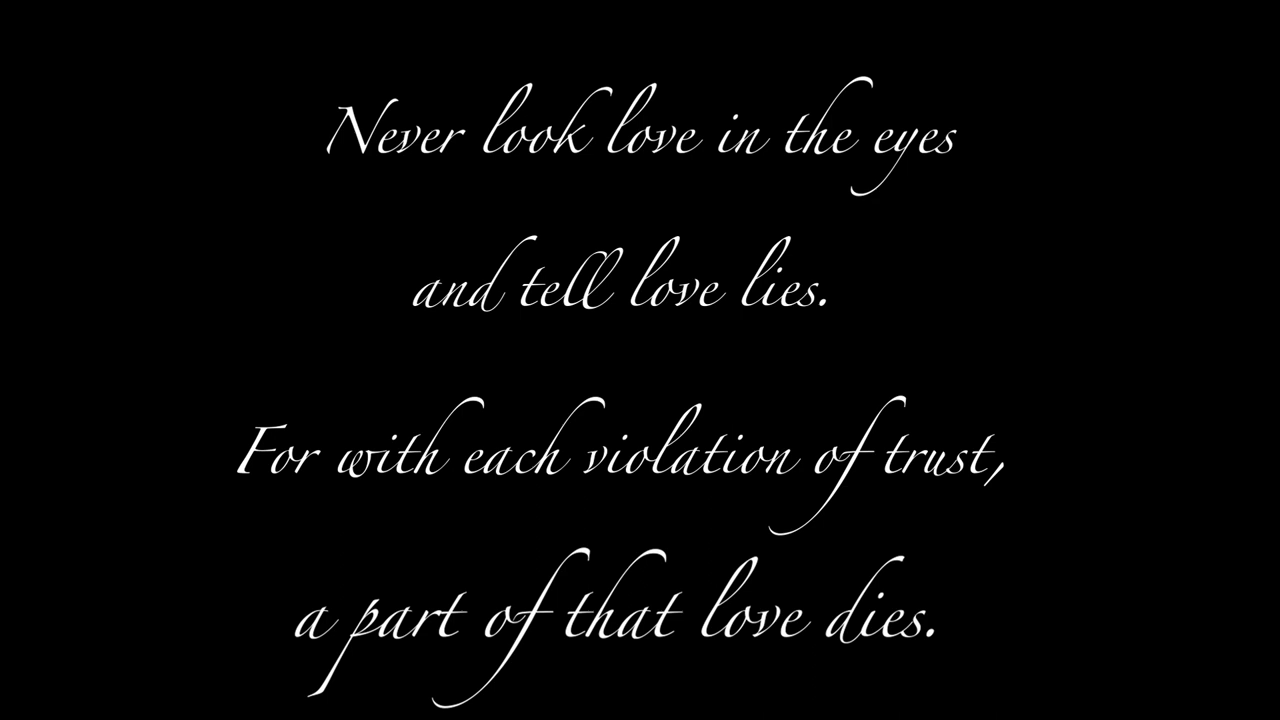 Never look love in the eyes
and tell love lies.
For with each violation of trust,
a part of that love dies.